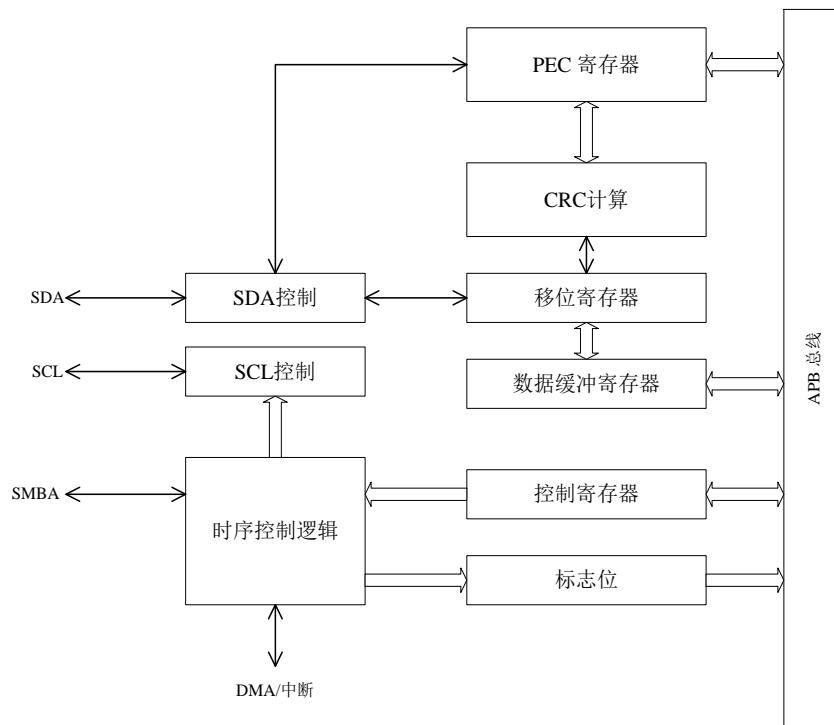 PEC 寄存器
CRC计算
SDA
SDA控制
移位寄存器
SCL
SCL控制
数据缓冲寄存器
APB 总线
SMBA
时序控制逻辑
控制寄存器
标志位
DMA/中断